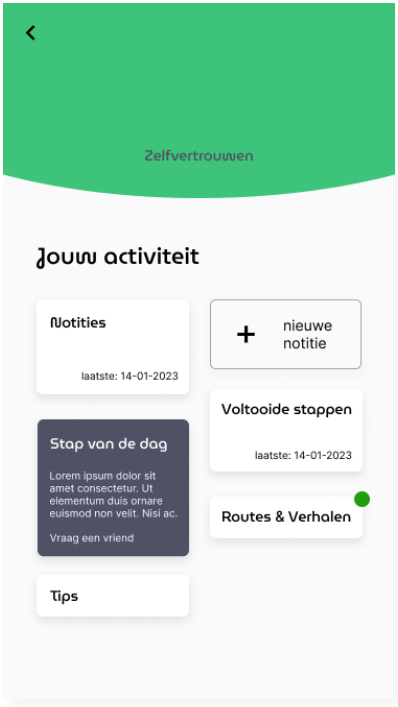 Zelfvertrouwen
Jouw activiteit
Notities
laatste: 14-01-2023
nieuwe
notitie
Stap van de dag
Lorem ipsum dolor sit
amet consectetur. Ut
elementum duis ornare
euismod non velit. Nisi ac.
Vraag een vriend
Voltooide stappen
laatste: 14-01-2023
Routes & Verhalen
Tips